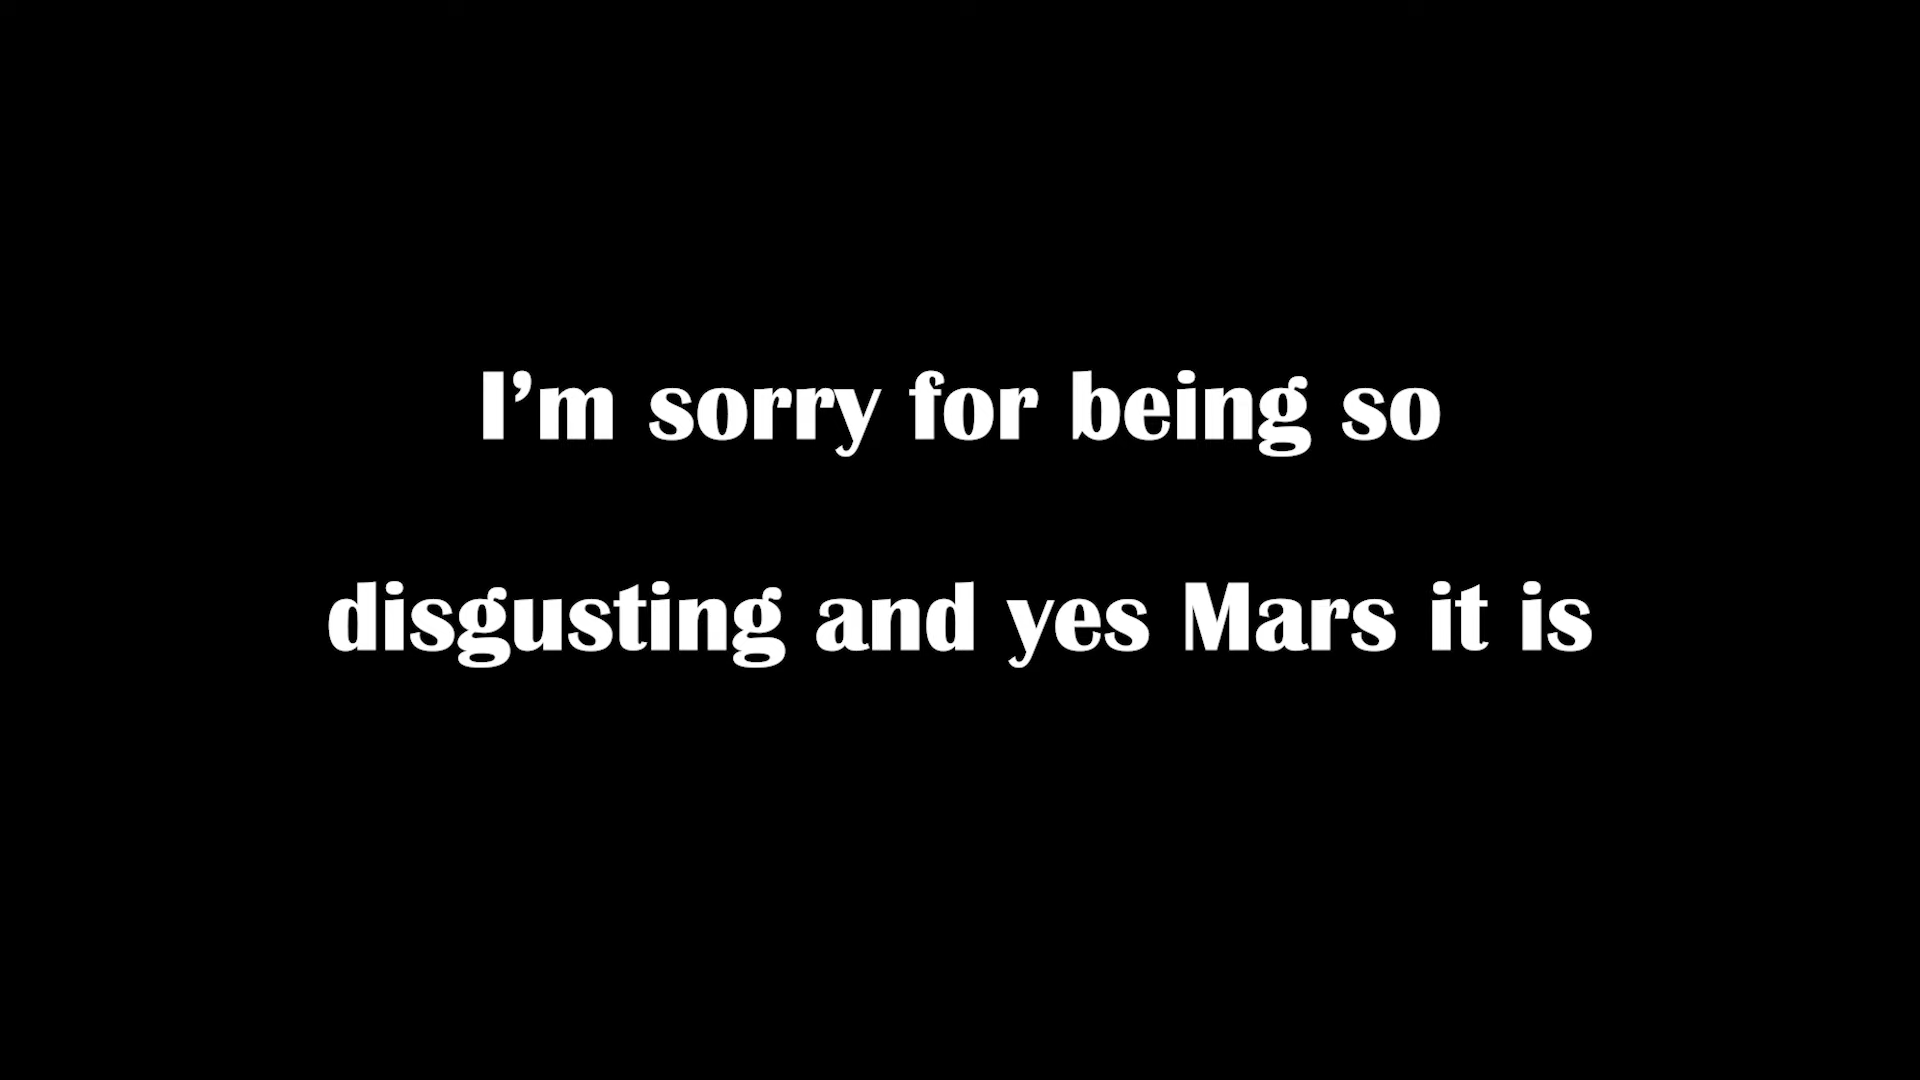 I’m sorry for being so
disgusting and yes Mars it is